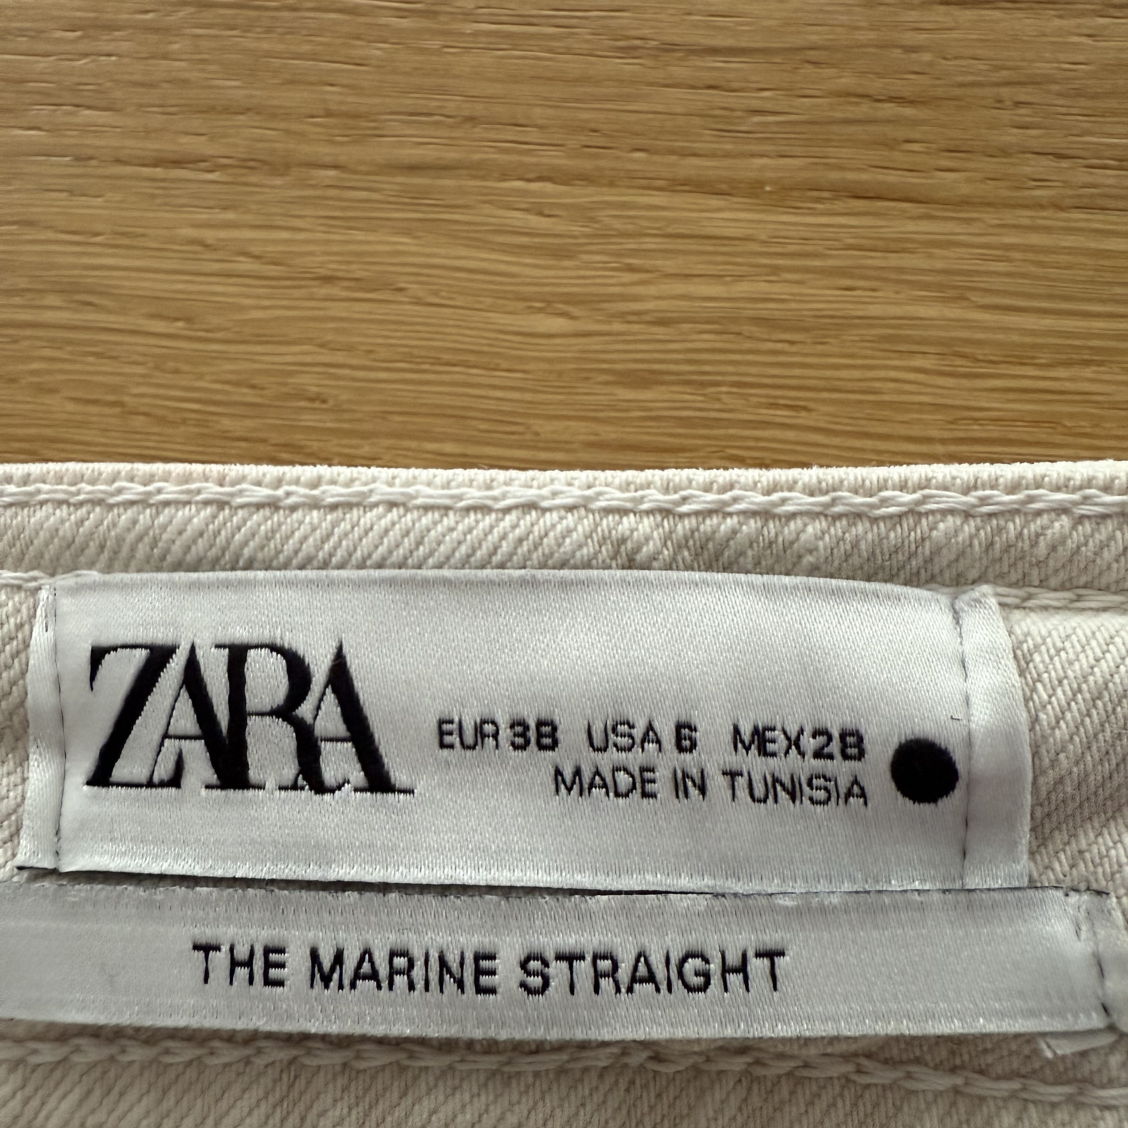 ZARA
EUR 38 USA 6 MEX 28
MADE IN TUNISIA
THE MARINE STRAIGHT